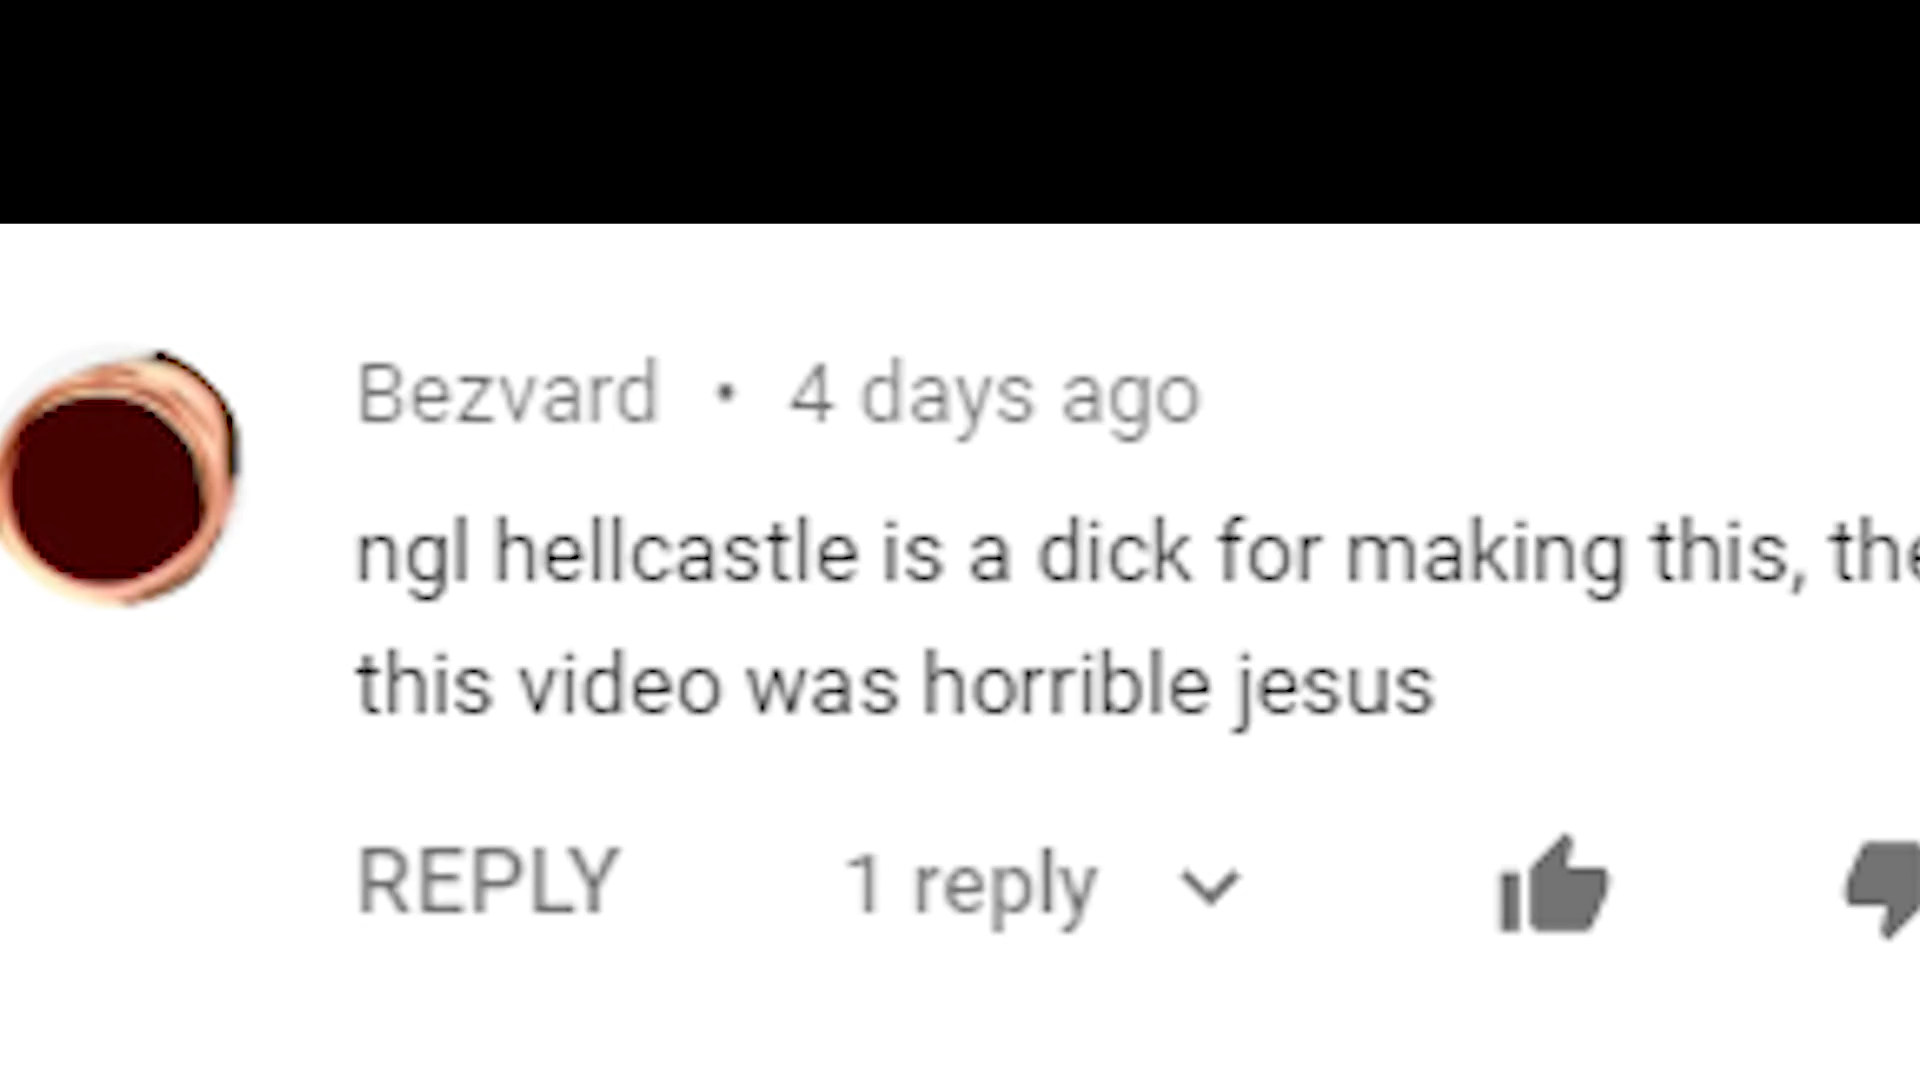 Bezvard • 4 days ago
ngl hellcastle is a dick for making this, the
this video was horrible jesus
REPLY 1 reply